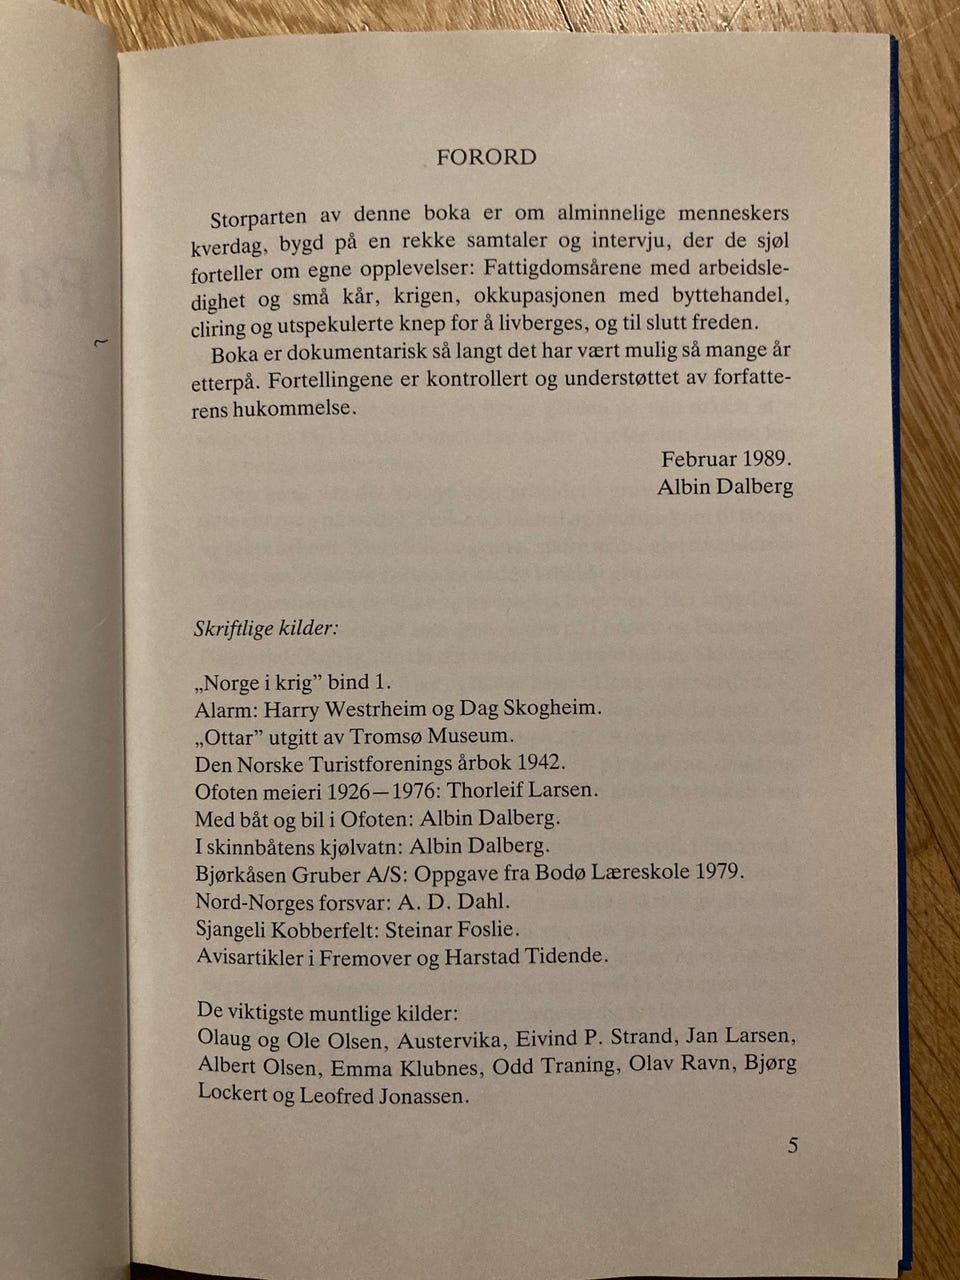 FORORD
Storparten av denne boka er om alminnelige menneskers
kverdag, bygd på en rekke samtaler og intervju, der de sjøl
forteller om egne opplevelser: Fattigdomsårene med arbeidsle-
dighet og små kår, krigen, okkupasjonen med byttehandel,
cliring og utspekulerte knep for å livberges, og til slutt freden.
Boka er dokumentarisk så langt det har vært mulig så mange år
etterpå. Fortellingene er kontrollert og understøttet av forfatte-
rens hukommelse.
Februar 1989.
Albin Dalberg
Skriftlige kilder:
„Norge i krig” bind 1.
Alarm: Harry Westrheim og Dag Skogheim.
„Ottar” utgitt av Tromsø Museum.
Den Norske Turistforenings årbok 1942.
Ofoten meieri 1926—1976: Thorleif Larsen.
Med båt og bil i Ofoten: Albin Dalberg.
I skinnbåtens kjølvatn: Albin Dalberg.
Bjørkåsen Gruber A/S: Oppgave fra Bodø Læreskole 1979.
Nord-Norges forsvar: A. D. Dahl.
Sjangeli Kobberfelt: Steinar Foslie.
Avisartikler i Fremover og Harstad Tidende.
De viktigste muntlige kilder:
Olaug og Ole Olsen, Austervika, Eivind P. Strand, Jan Larsen,
Albert Olsen, Emma Klubnes, Odd Traning, Olav Ravn, Bjørg
Lockert og Leofred Jonassen.
5